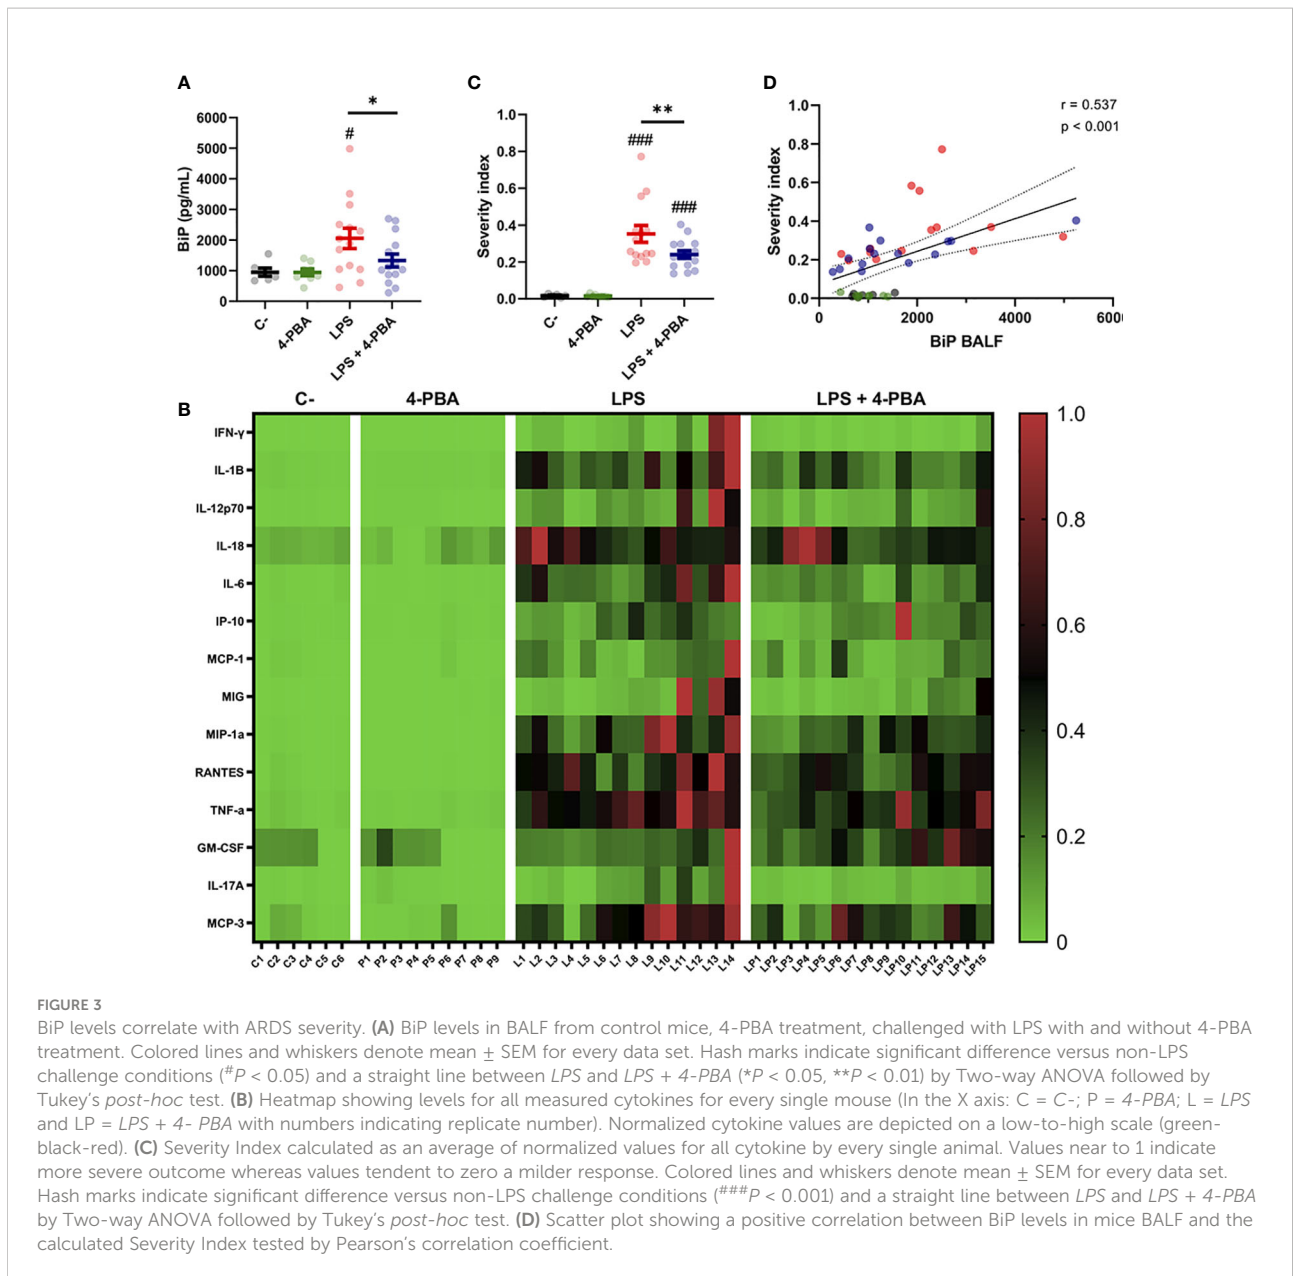 A
BiP (pg/mL)
6000
5000
4000
3000
2000
1000
0
#
*
C-
4-PBA
LPS
LPS + 4-PBA
C
Severity index
1.0
0.8
0.6
0.4
0.2
0.0
###
**
###
C-
4-PBA
LPS
LPS + 4-PBA
D
Severity index
1.0
0.8
0.6
0.4
0.2
0.0
r = 0.537
p < 0.001
0 2000 4000 600
BiP BALF
B
C- 4-PBA LPS LPS + 4-PBA
IFN-γ
IL-1B
IL-12p70
IL-18
IL-6
IP-10
MCP-1
MIG
MIP-1a
RANTES
TNF-a
GM-CSF
IL-17A
MCP-3
C1 C2 C3 C4 C5 C6 P1 P2 P3 P4 P5 P6 P7 P8 P9 L1 L2 L3 L4 L5 L6 L7 L8 L9 L10 L11 L12 L13 L14 LP1 LP2 LP3 LP4 LP5 LP6 LP7 LP8 LP9 LP10 LP11 LP12 LP13 LP14 LP15
1.0
0.8
0.6
0.4
0.2
0
FIGURE 3
BiP levels correlate with ARDS severity. (A) BiP levels in BALF from control mice, 4-PBA treatment, challenged with LPS with and without 4-PBA
treatment. Colored lines and whiskers denote mean ± SEM for every data set. Hash marks indicate significant difference versus non-LPS
challenge conditions (#P < 0.05) and a straight line between LPS and LPS + 4-PBA (*P < 0.05, **P < 0.01) by Two-way ANOVA followed by
Tukey's post-hoc test. (B) Heatmap showing levels for all measured cytokines for every single mouse (In the X axis: C = C-; P = 4-PBA; L = LPS
and LP = LPS + 4- PBA with numbers indicating replicate number). Normalized cytokine values are depicted on a low-to-high scale (green-
black-red). (C) Severity Index calculated as an average of normalized values for all cytokine by every single animal. Values near to 1 indicate
more severe outcome whereas values tendent to zero a milder response. Colored lines and whiskers denote mean ± SEM for every data set.
Hash marks indicate significant difference versus non-LPS challenge conditions (###P < 0.001) and a straight line between LPS and LPS + 4-PBA
by Two-way ANOVA followed by Tukey's post-hoc test. (D) Scatter plot showing a positive correlation between BiP levels in mice BALF and the
calculated Severity Index tested by Pearson's correlation coefficient.